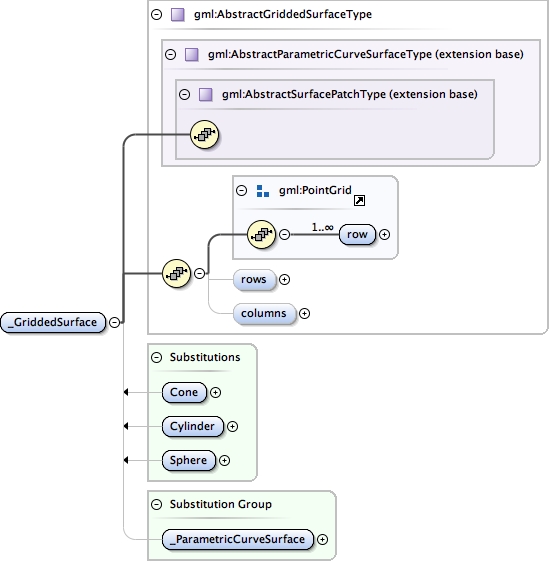 gml:AbstractGriddedSurfaceType
gml:AbstractParametricCurveSurfaceType (extension base)
gml:AbstractSurfacePatchType (extension base)
gml:PointGrid
1..∞
row
rows
columns
_GriddedSurface
Substitutions
Cone
Cylinder
Sphere
Substitution Group
_ParametricCurveSurface